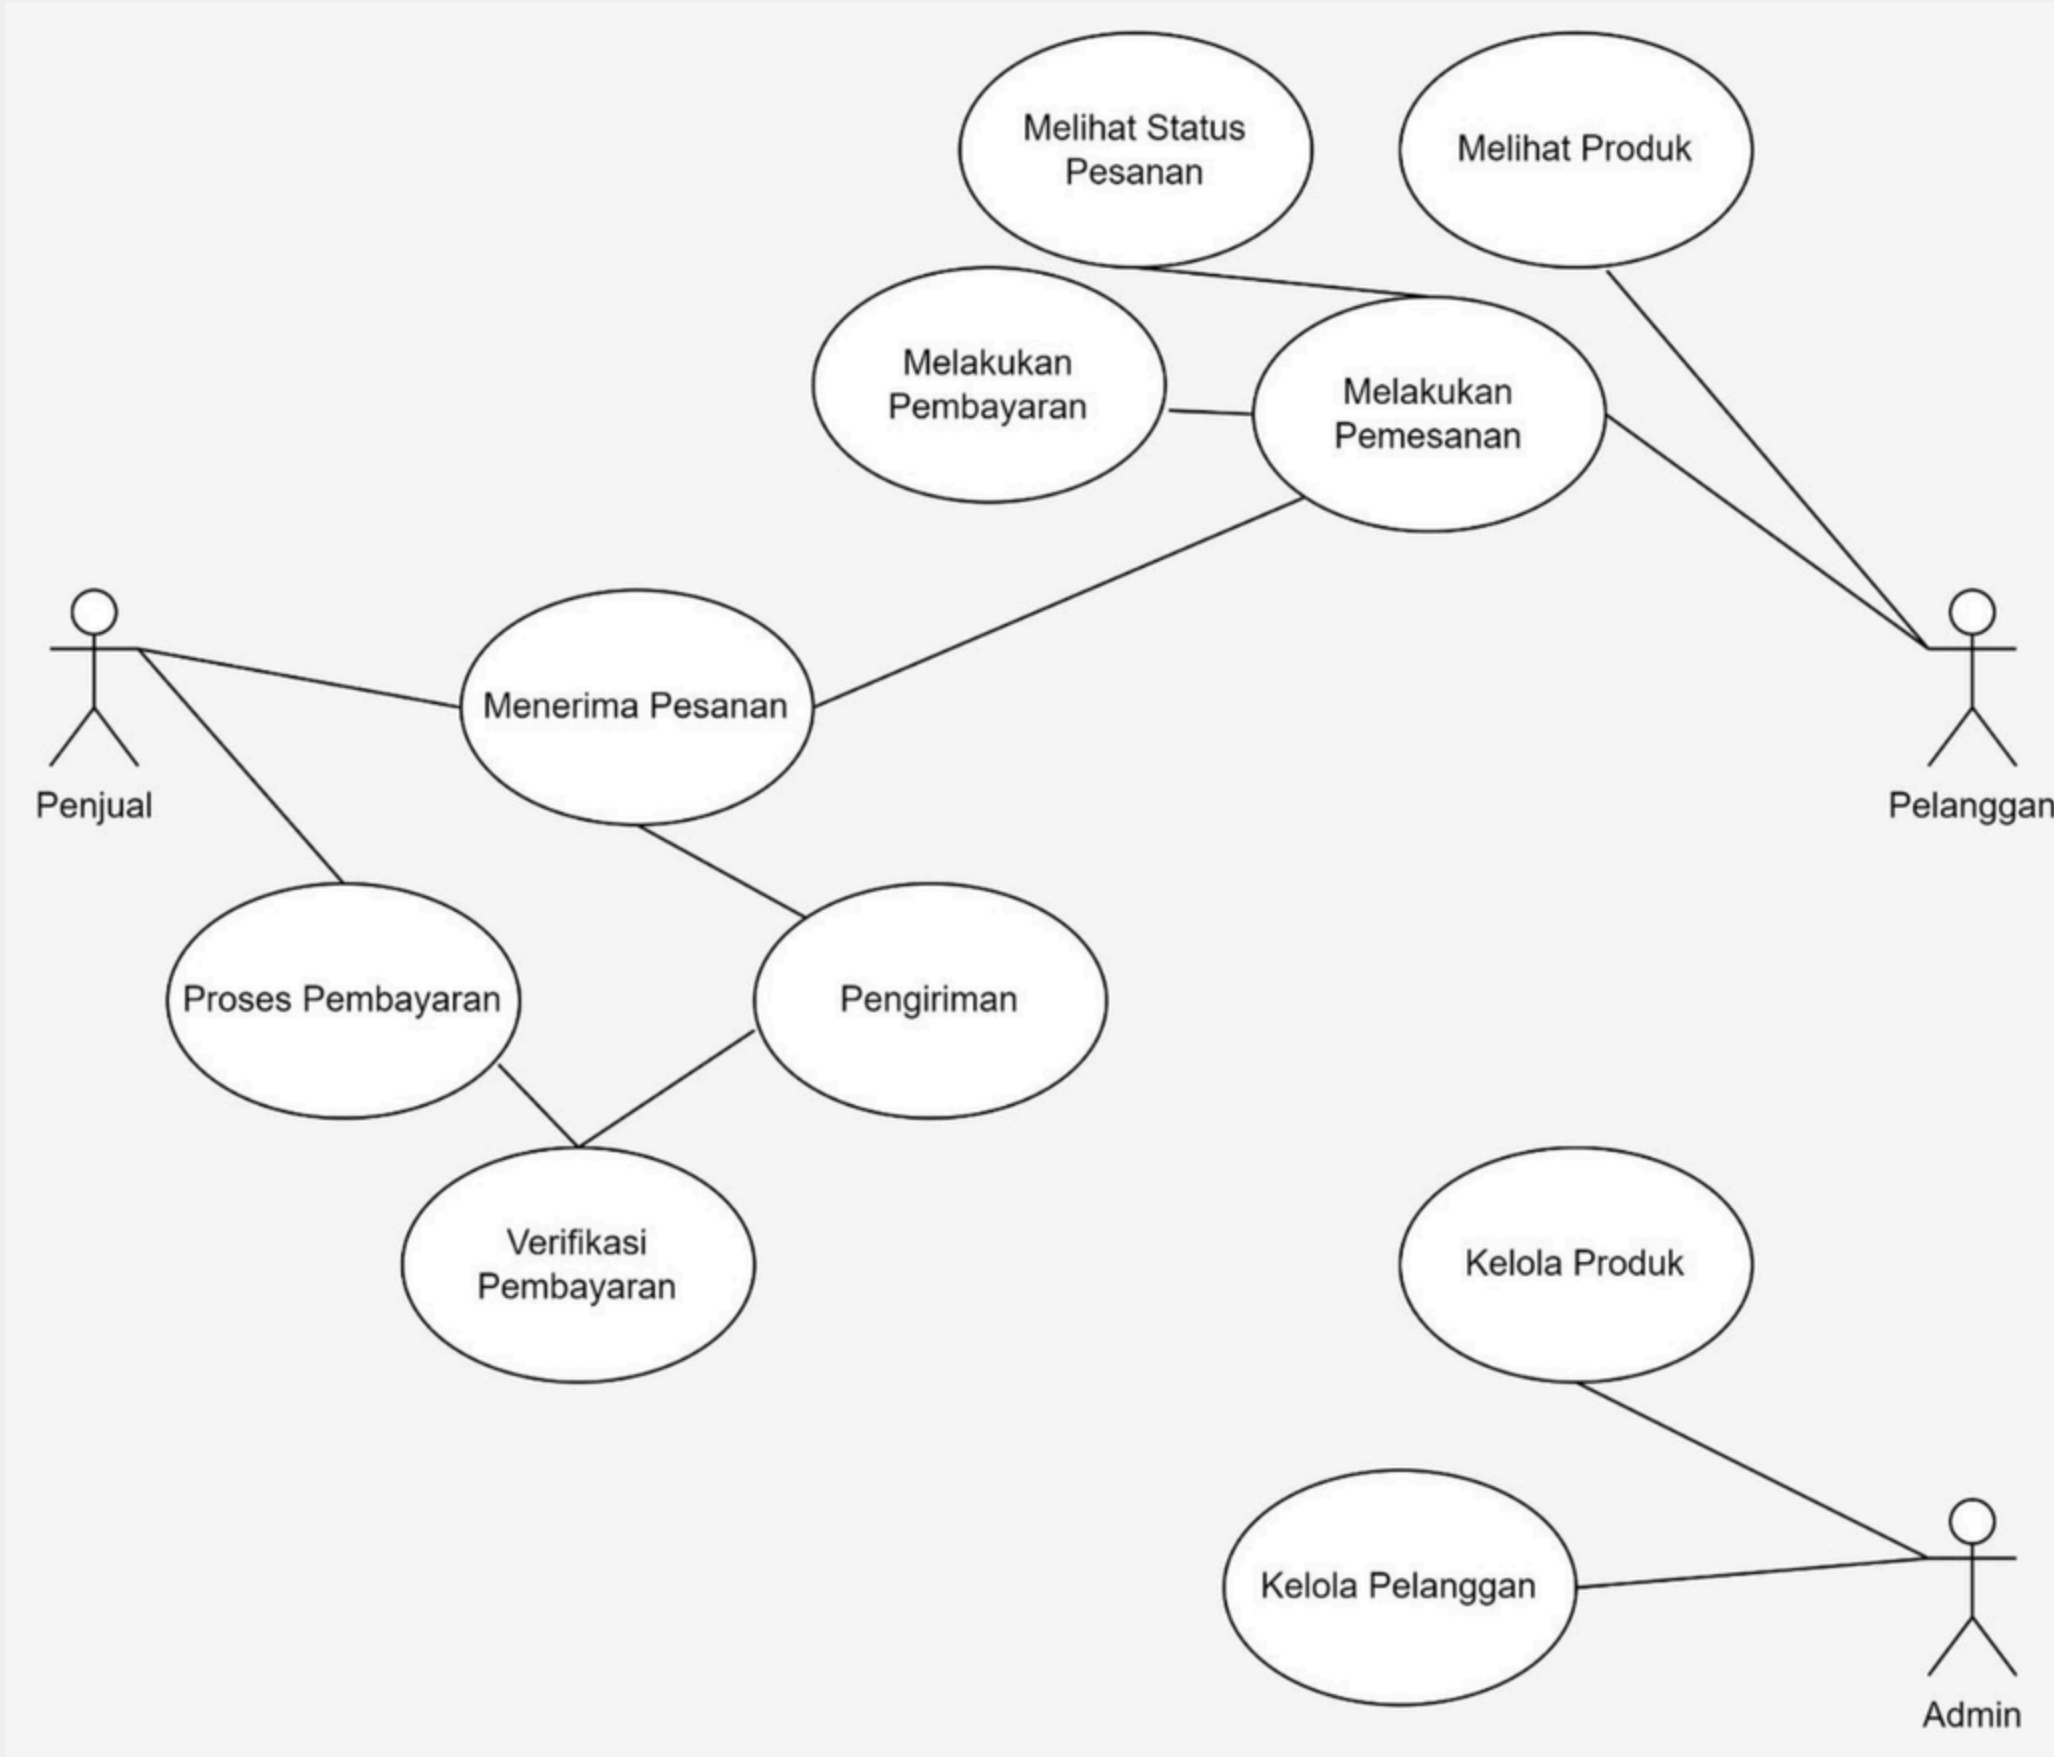 Melihat Status
Pesanan
Melihat Produk
Melakukan
Pembayaran
Melakukan
Pemesanan
Menerima Pesanan
Penjual
Pelanggan
Proses Pembayaran
Pengiriman
Verifikasi
Pembayaran
Kelola Produk
Kelola Pelanggan
Admin